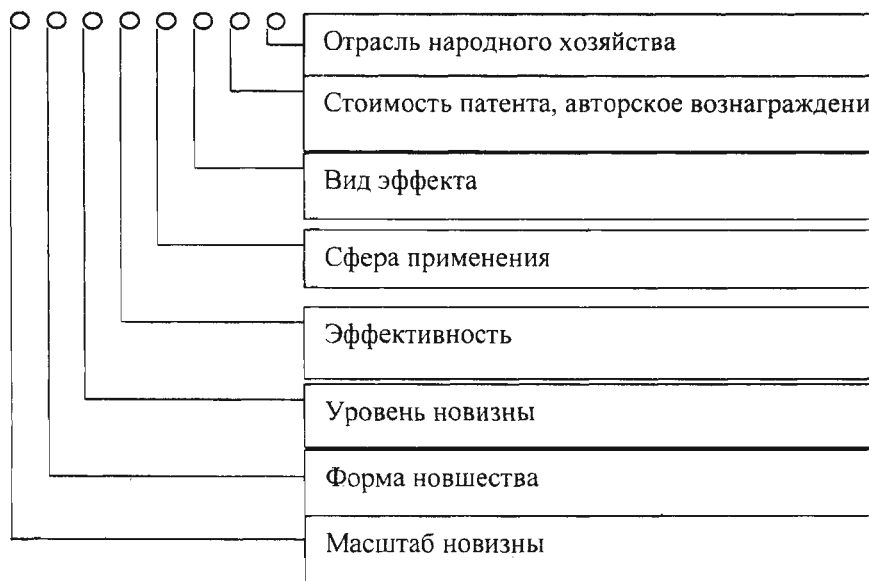 Отрасль народного хозяйства
Стоимость патента, авторское вознаграждени
Вид эффекта
Сфера применения
Эффективность
Уровень новизны
Форма новшества
Масштаб новизны